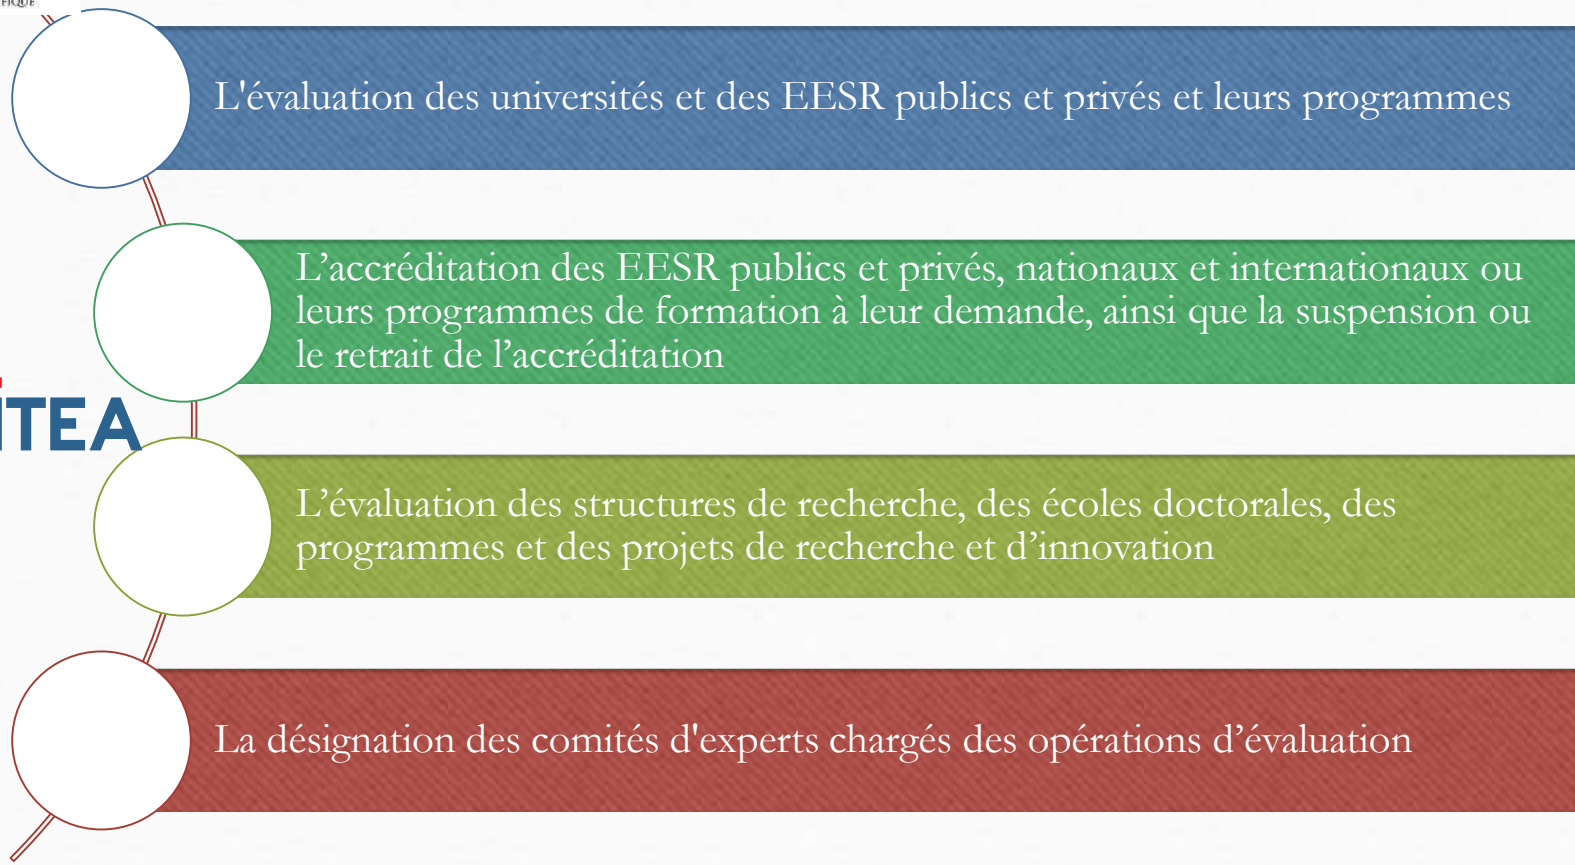 L'évaluation des universités et des EESR publics et privés et leurs programmes
L’accréditation des EESR publics et privés, nationaux et internationaux ou
leurs programmes de formation à leur demande, ainsi que la suspension ou
le retrait de l’accréditation
ITEA
L’évaluation des structures de recherche, des écoles doctorales, des
programmes et des projets de recherche et d’innovation
La désignation des comités d'experts chargés des opérations d’évaluation